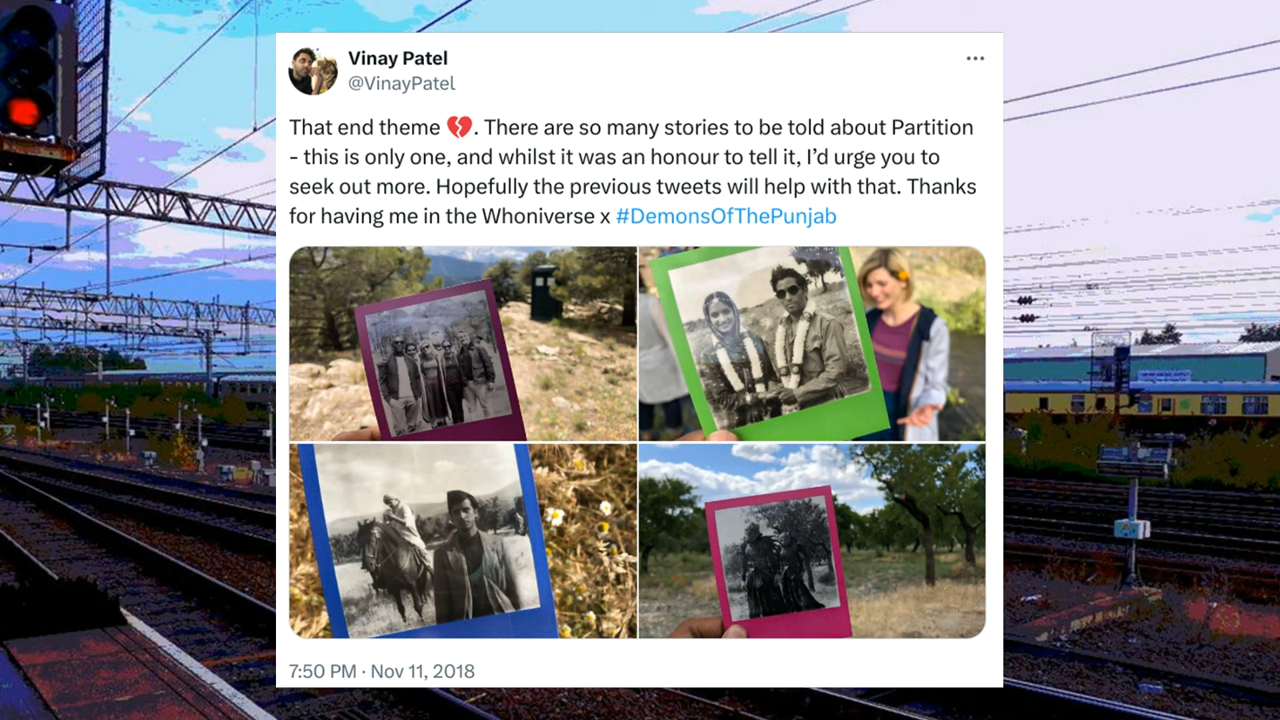 Vinay Patel
@VinayPatel
That end theme 💔. There are so many stories to be told about Partition
- this is only one, and whilst it was an honour to tell it, I’d urge you to
seek out more. Hopefully the previous tweets will help with that. Thanks
for having me in the Whoniverse x #DemonsOfThePunjab
7:50 PM · Nov 11, 2018